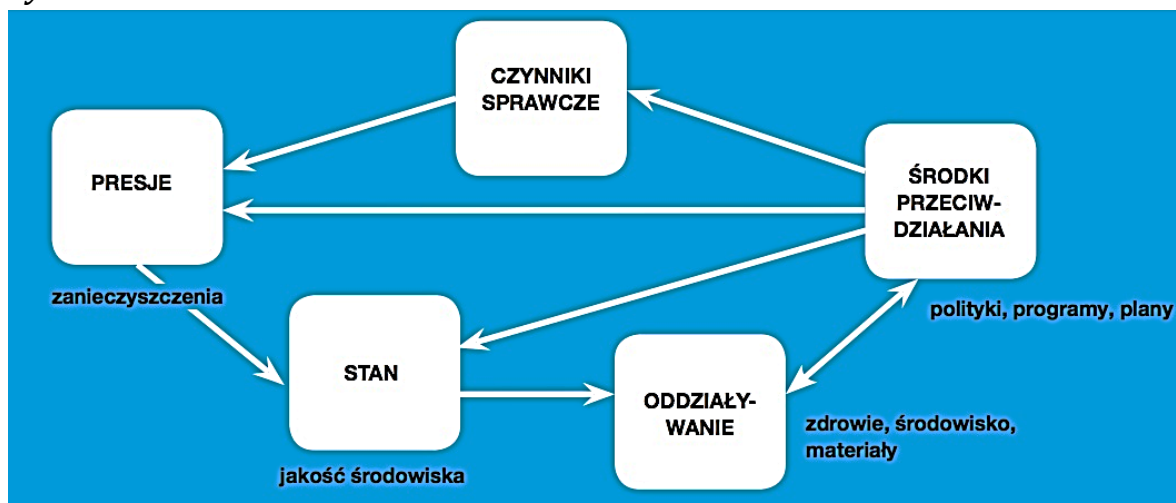 CZYNNIKI
SPRAWCZE
PRESJE
ŚRODKI
PRZECIW-
DZIAŁANIA
zanieczyszczenia
polityki, programy, plany
STAN
ODDZIAŁY-
WANIE
zdrowie, środowisko,
materiały
jakość środowiska